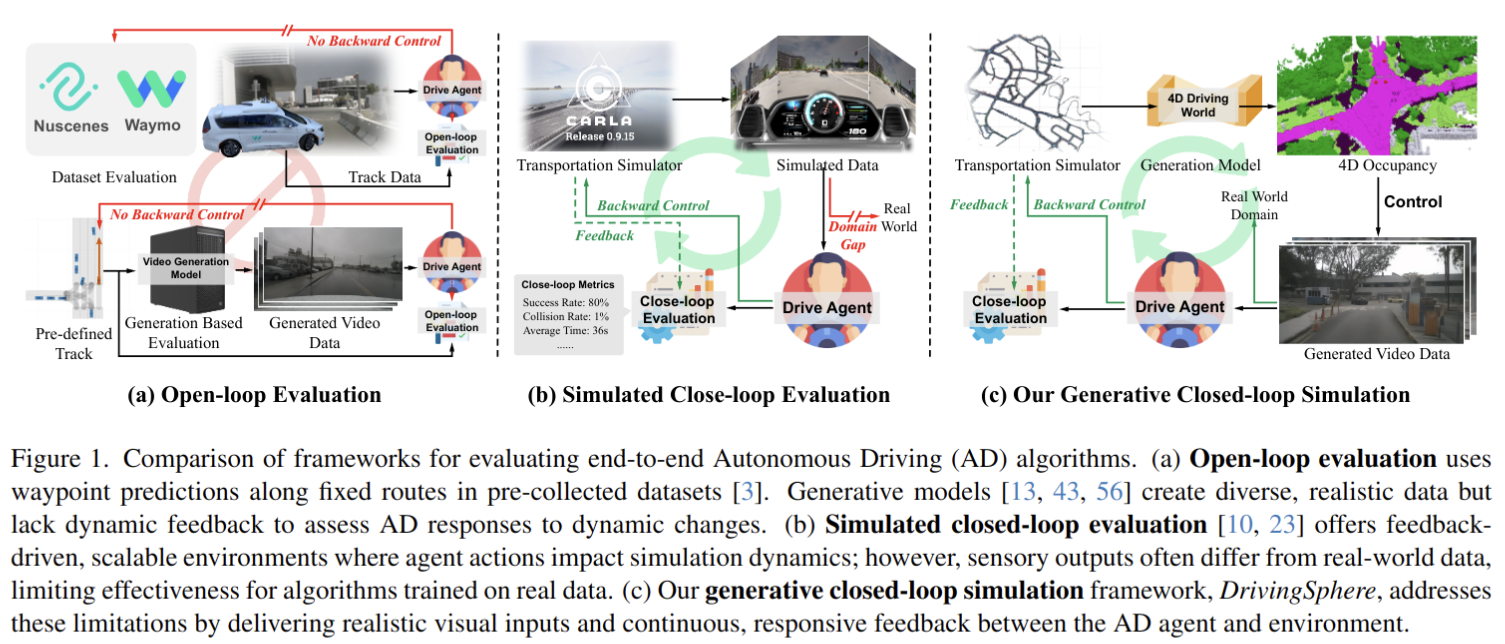 No Backward Control
Nuscenes
Waymo
Drive Agent
Open-loop
Evaluation
Dataset Evaluation
Track Data
No Backward Control
Video Generation
Model
Drive Agent
Open-loop
Evaluation
Pre-defined
Track
Generation Based
Evaluation
Generated Video
Data
(a) Open-loop Evaluation
CARLA
Release 0.9.15
180
Transportation Simulator
Simulated Data
Backward Control
Feedback
Domain
Gap
Real
World
Close-loop Metrics
Success Rate: 80%
Collision Rate: 1%
Average Time: 36s
......
Close-loop
Evaluation
Drive Agent
(b) Simulated Close-loop Evaluation
4D Driving
World
Transportation Simulator
Generation Model
4D Occupancy
Feedback
Backward Control
Real World
Domain
Control
Close-loop
Evaluation
Drive Agent
Generated Video Data
(c) Our Generative Closed-loop Simulation
Figure 1. Comparison of frameworks for evaluating end-to-end Autonomous Driving (AD) algorithms. (a) Open-loop evaluation uses
waypoint predictions along fixed routes in pre-collected datasets [3]. Generative models [13, 43, 56] create diverse, realistic data but
lack dynamic feedback to assess AD responses to dynamic changes. (b) Simulated closed-loop evaluation [10, 23] offers feedback-
driven, scalable environments where agent actions impact simulation dynamics; however, sensory outputs often differ from real-world data,
limiting effectiveness for algorithms trained on real data. (c) Our generative closed-loop simulation framework, DrivingSphere, addresses
these limitations by delivering realistic visual inputs and continuous, responsive feedback between the AD agent and environment.